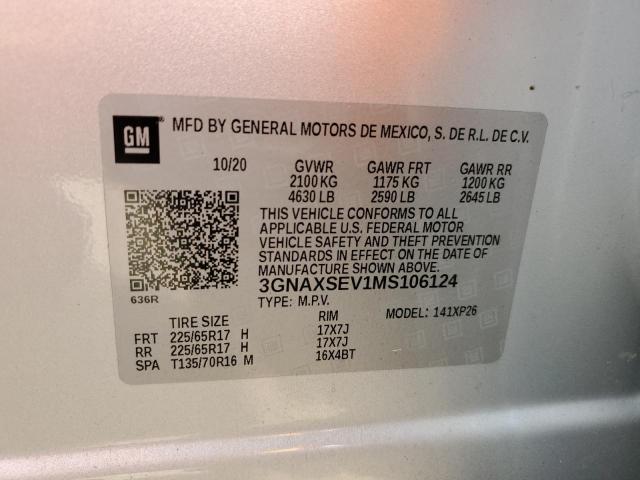 GM ® MFD BY GENERAL MOTORS DE MEXICO, S. DE R.L. DE C.V.
10/20 GVWR GAWR FRT GAWR RR
2100 KG 1175 KG 1200 KG
4630 LB 2590 LB 2645 LB
THIS VEHICLE CONFORMS TO ALL
APPLICABLE U.S. FEDERAL MOTOR
VEHICLE SAFETY AND THEFT PREVENTION
STANDARDS IN EFFECT ON THE DATE OF
MANUFACTURE SHOWN ABOVE.
3GNAXSEV1MS106124
636R TYPE: M.P.V. MODEL: 141XP26
TIRE SIZE RIM
FRT 225/65R17 H 17X7J
RR 225/65R17 H 17X7J
SPA T135/70R16 M 16X4BT